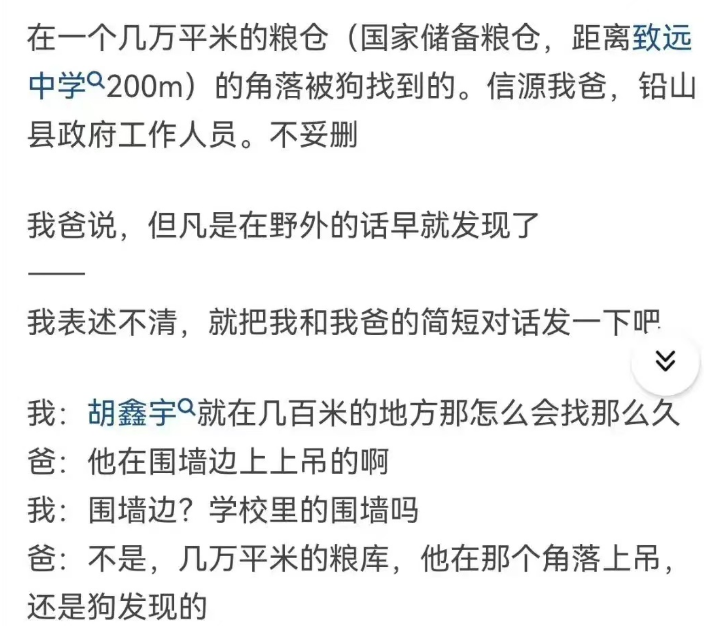 在一个几万平米的粮仓（国家储备粮仓，距离致远
中学200m）的角落被狗找到的。信源我爸，铅山
县政府工作人员。不妥删
我爸说，但凡是在野外的话早就发现了
——
我表述不清，就把我和我爸的简短对话发一下吧
我：胡鑫宇就在几百米的地方那怎么会找那么久
爸：他在围墙边上上吊的啊
我：围墙边？学校里的围墙吗
爸：不是，几万平米的粮库，他在那个角落上吊，
还是狗发现的